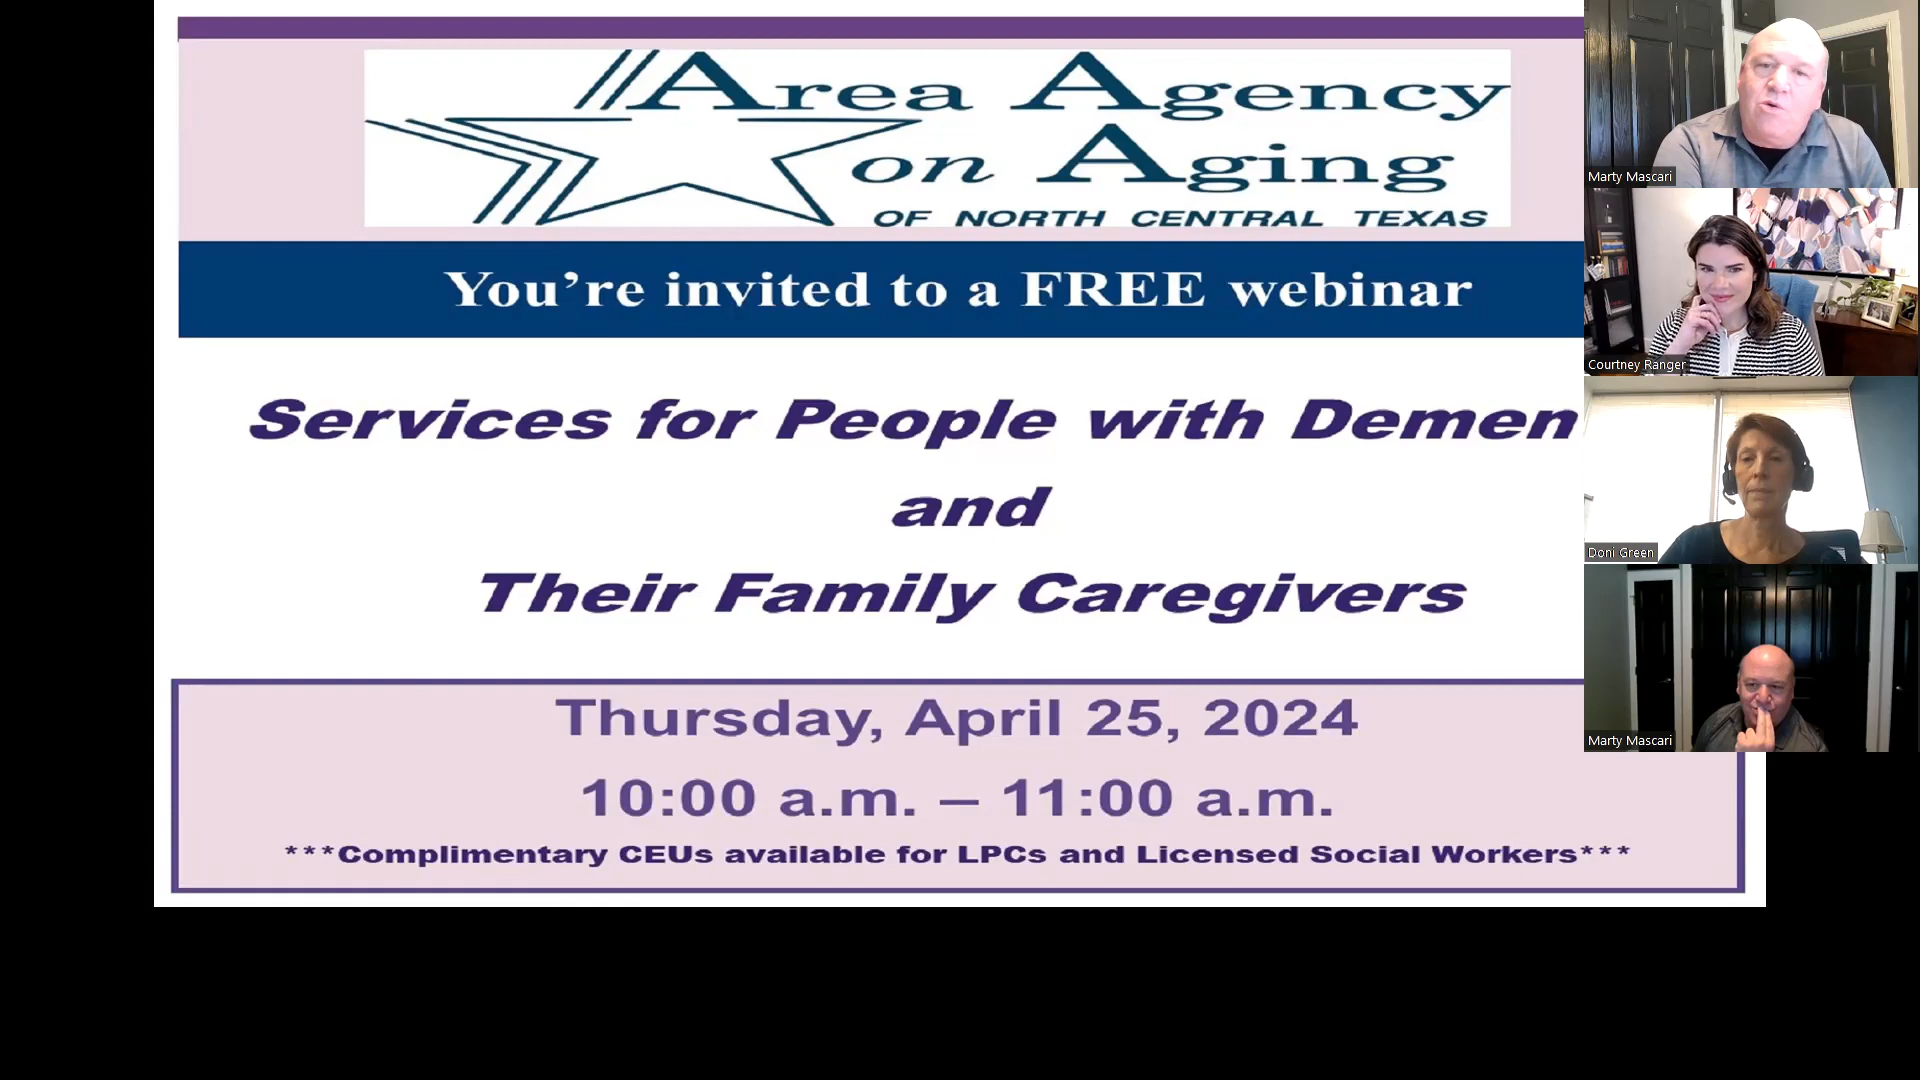 Area Agency
on Aging
OF NORTH CENTRAL TEXAS
You're invited to a FREE webinar
Services for People with Demen
and
Their Family Caregivers
Thursday, April 25, 2024
10:00 a.m. – 11:00 a.m.
***Complimentary CEUs available for LPCs and Licensed Social Workers***
Marty Mascari
Courtney Ranger
Doni Green
Marty Mascari